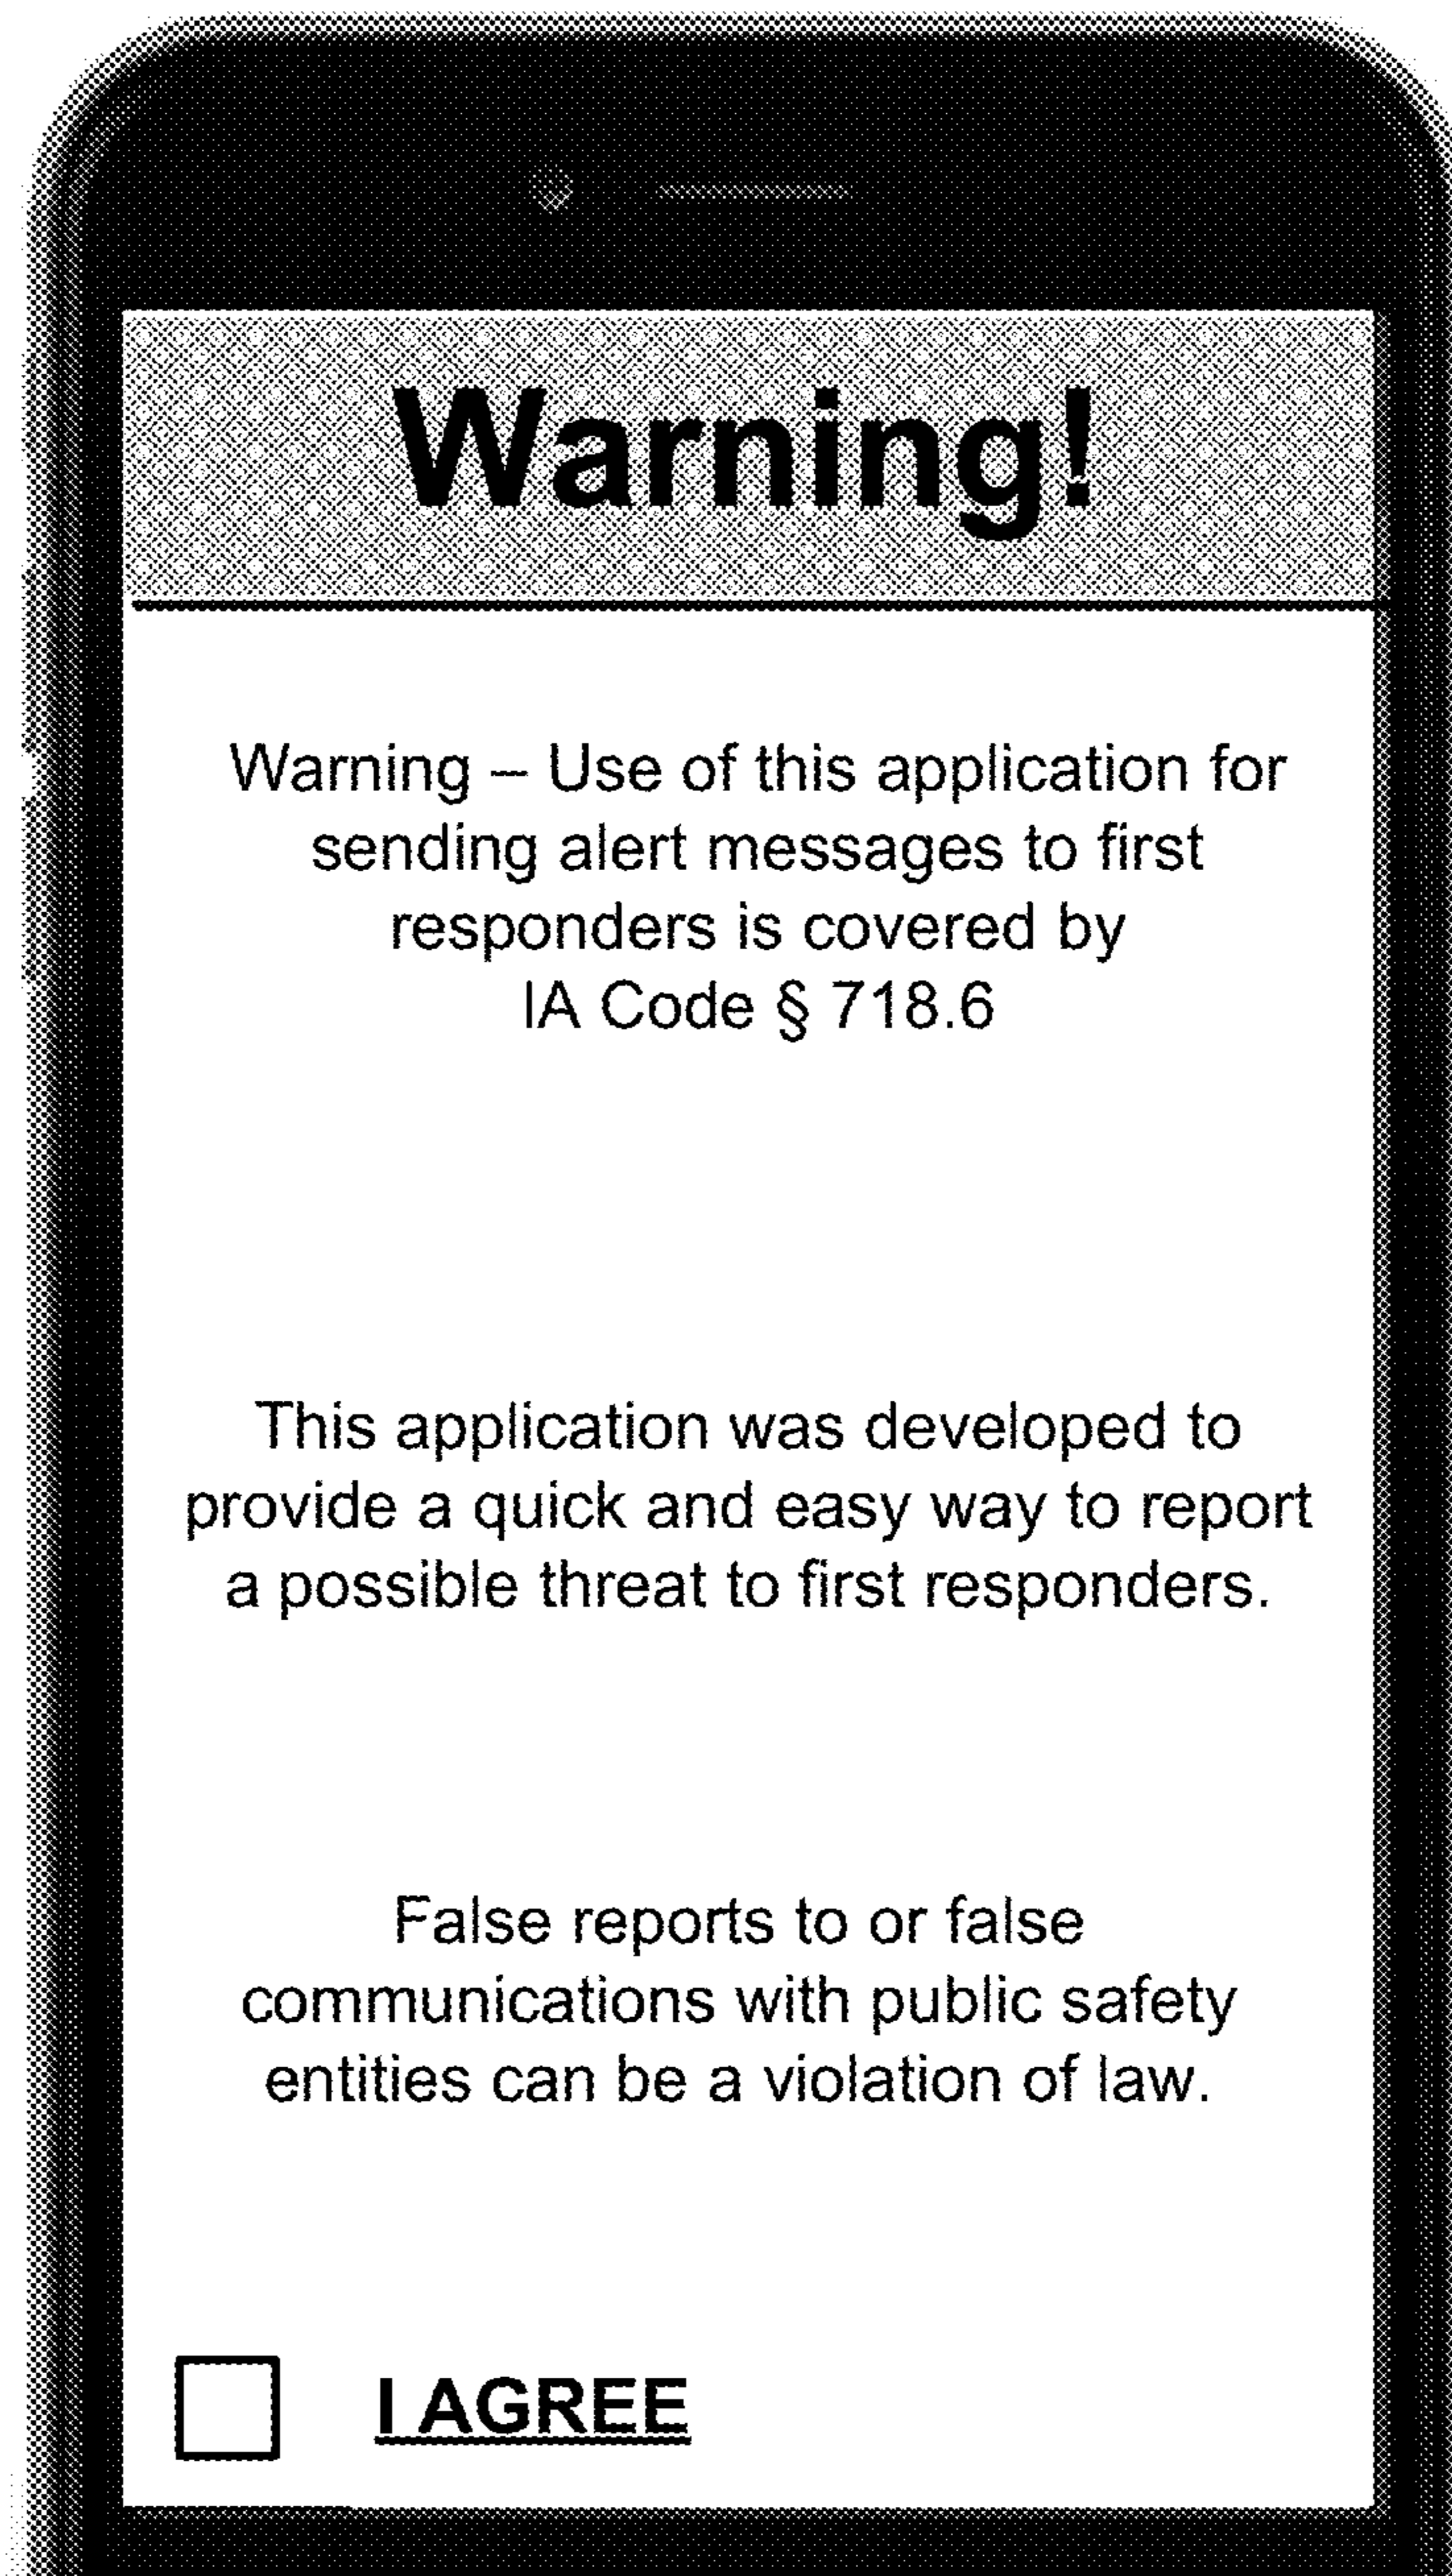 Warning!
Warning – Use of this application for
sending alert messages to first
responders is covered by
IA Code § 718.6
This application was developed to
provide a quick and easy way to report
a possible threat to first responders.
False reports to or false
communications with public safety
entities can be a violation of law.
I AGREE